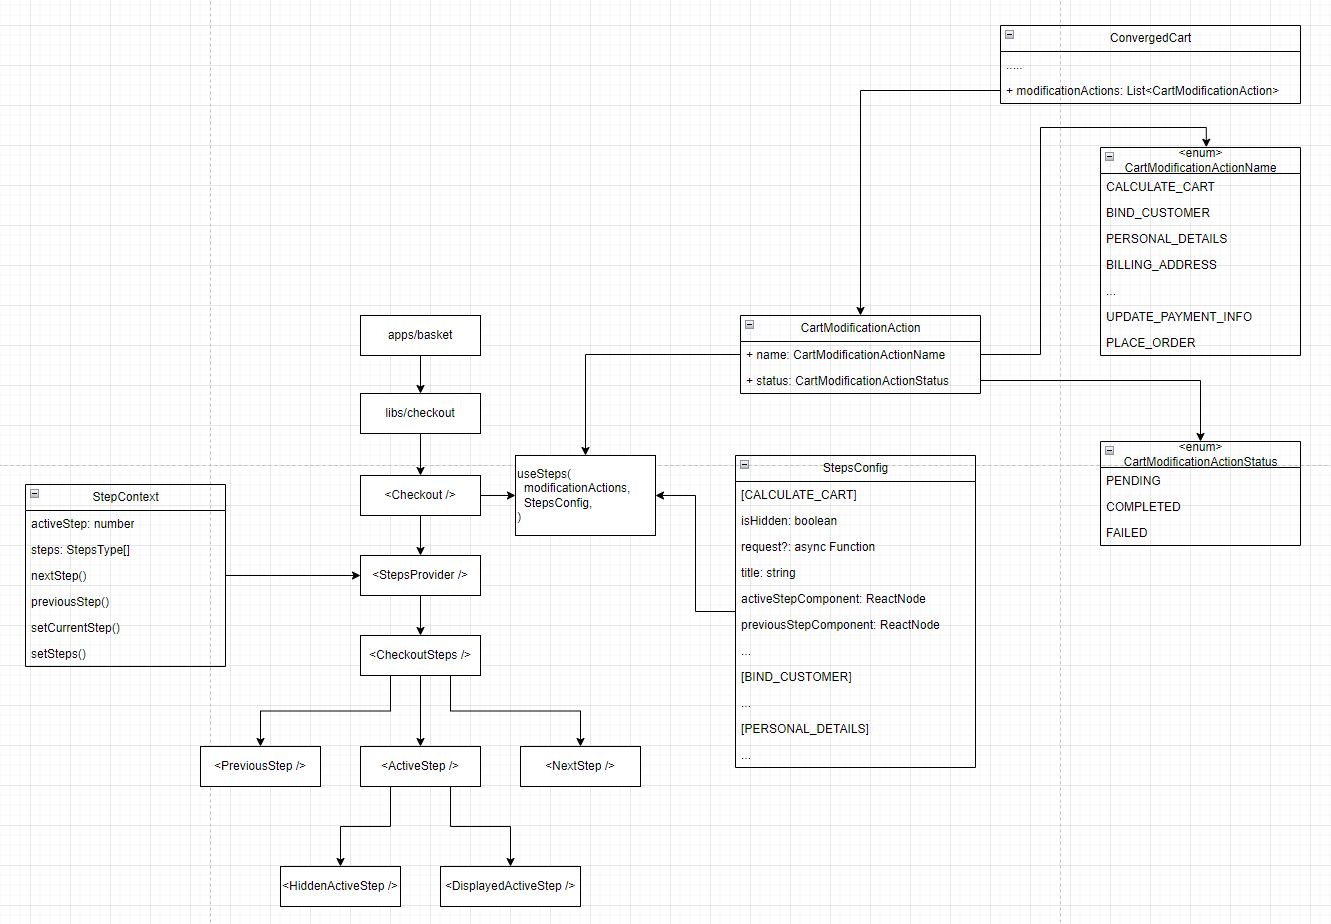 ConvergedCart
.....
+ modificationActions: List<CartModificationAction>
<enum>
CartModificationActionName
CALCULATE_CART
BIND_CUSTOMER
PERSONAL_DETAILS
BILLING_ADDRESS
...
UPDATE_PAYMENT_INFO
PLACE_ORDER
CartModificationAction
+ name: CartModificationActionName
+ status: CartModificationActionStatus
<enum>
CartModificationActionStatus
PENDING
COMPLETED
FAILED
apps/basket
libs/checkout
<Checkout />
useSteps(
modificationActions,
StepsConfig,
)
StepsConfig
[CALCULATE_CART]
isHidden: boolean
request?: async Function
title: string
activeStepComponent: ReactNode
previousStepComponent: ReactNode
...
[BIND_CUSTOMER]
...
[PERSONAL_DETAILS]
...
StepContext
activeStep: number
steps: StepsType[]
nextStep()
previousStep()
setCurrentStep()
setSteps()
<StepsProvider />
<CheckoutSteps />
<PreviousStep />
<ActiveStep />
<NextStep />
<HiddenActiveStep />
<DisplayedActiveStep />